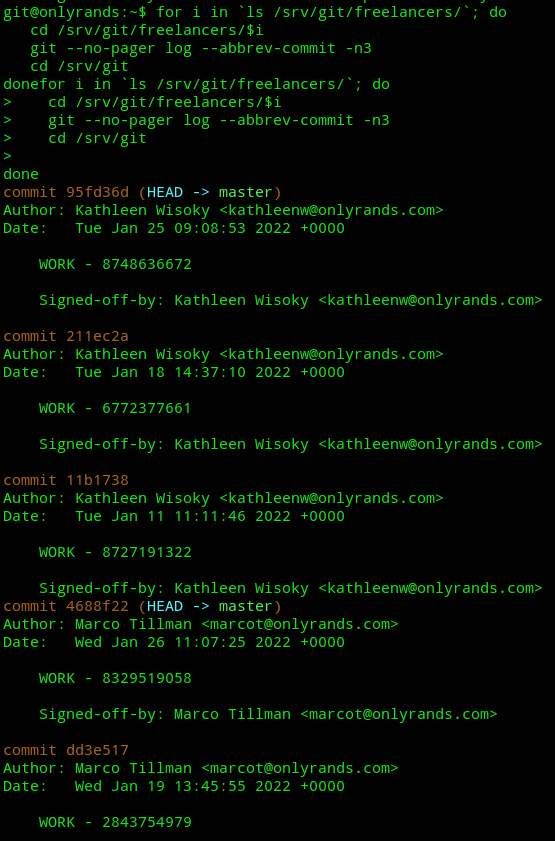 git@onlyrands:~$ for i in `ls /srv/git/freelancers/`; do
   cd /srv/git/freelancers/$i
   git --no-pager log --abbrev-commit -n3
   cd /srv/git
donefor i in `ls /srv/git/freelancers/`; do
>    cd /srv/git/freelancers/$i
>    git --no-pager log --abbrev-commit -n3
>    cd /srv/git
>
done
commit 95fd36d (HEAD -> master)
Author: Kathleen Wisoky <kathleenw@onlyrands.com>
Date:   Tue Jan 25 09:08:53 2022 +0000

    WORK - 8748636672

    Signed-off-by: Kathleen Wisoky <kathleenw@onlyrands.com>

commit 211ec2a
Author: Kathleen Wisoky <kathleenw@onlyrands.com>
Date:   Tue Jan 18 14:37:10 2022 +0000

    WORK - 6772377661

    Signed-off-by: Kathleen Wisoky <kathleenw@onlyrands.com>

commit 11b1738
Author: Kathleen Wisoky <kathleenw@onlyrands.com>
Date:   Tue Jan 11 11:11:46 2022 +0000

    WORK - 8727191322

    Signed-off-by: Kathleen Wisoky <kathleenw@onlyrands.com>
commit 4688f22 (HEAD -> master)
Author: Marco Tillman <marcot@onlyrands.com>
Date:   Wed Jan 26 11:07:25 2022 +0000

    WORK - 8329519058

    Signed-off-by: Marco Tillman <marcot@onlyrands.com>

commit dd3e517
Author: Marco Tillman <marcot@onlyrands.com>
Date:   Wed Jan 19 13:45:55 2022 +0000

    WORK - 2843754979